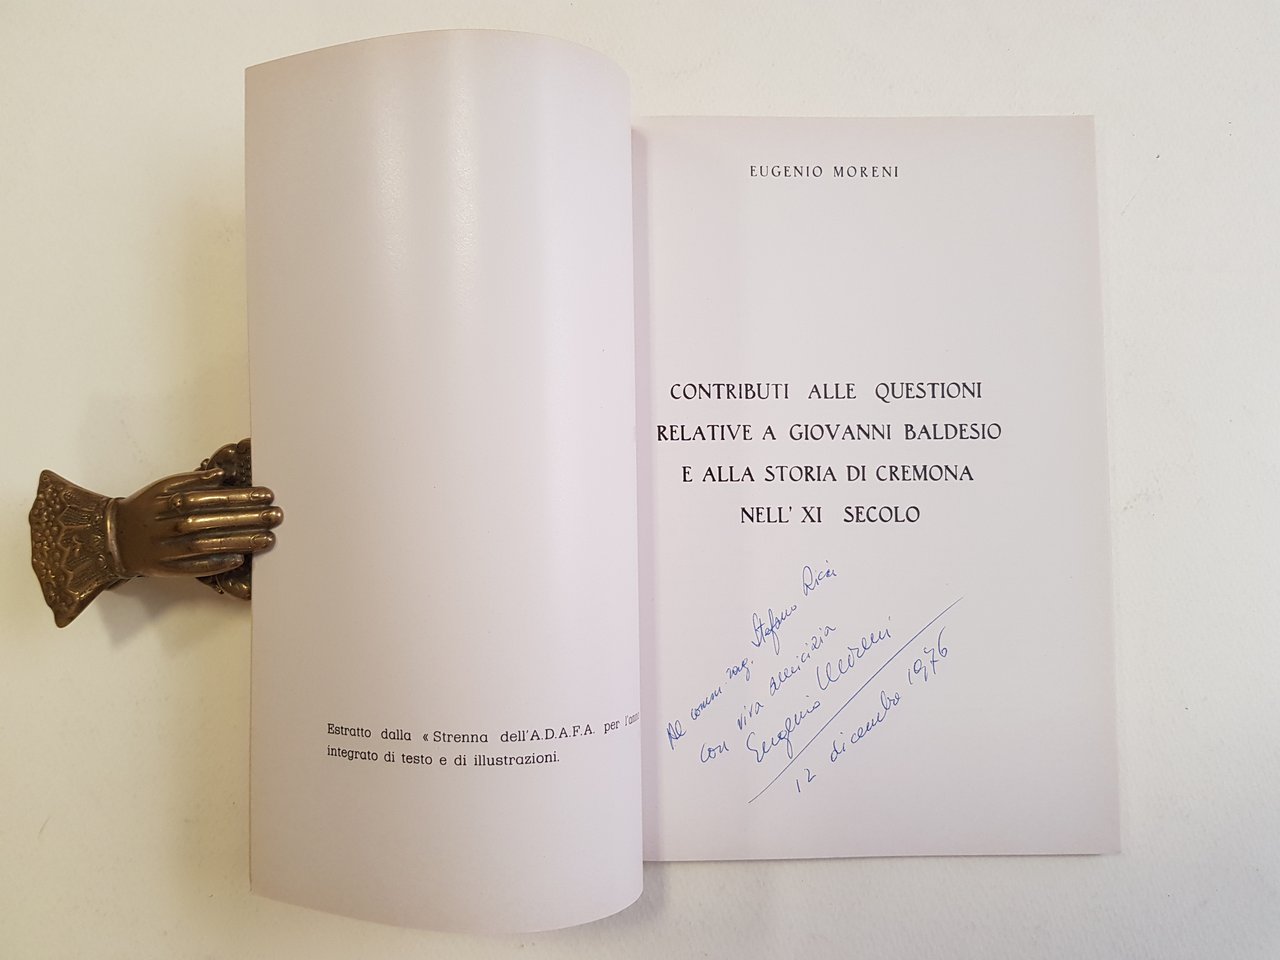 Estratto dalla « Strenna dell'A.D.A.F.A. per l'anno
integrato di testo e di illustrazioni.
EUGENIO MORENI
CONTRIBUTI ALLE QUESTIONI
RELATIVE A GIOVANNI BALDESIO
E ALLA STORIA DI CREMONA
NELL' XI SECOLO
Al comm. rag. Stefano Ricci
con viva amicizia
Eugenio Moreni
12 dicembre 1976